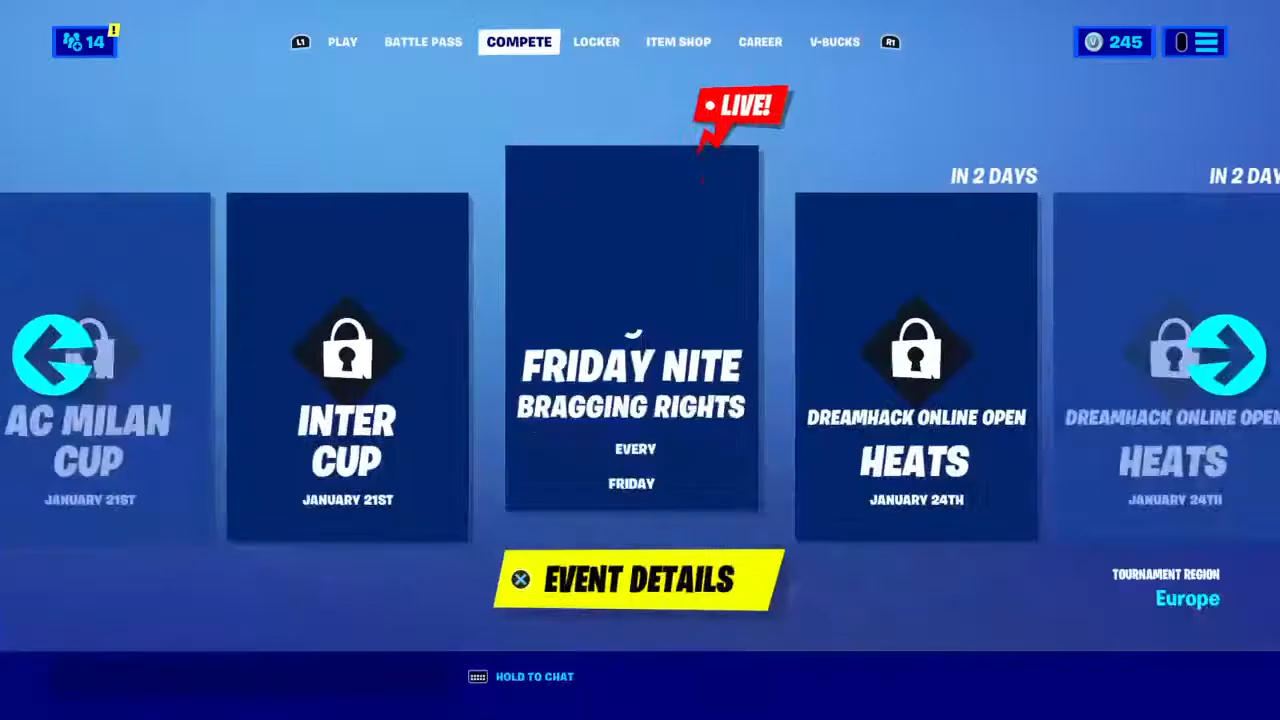 14
!
L1
PLAY
BATTLE PASS
COMPETE
LOCKER
ITEM SHOP
CAREER
V-BUCKS
R1
V
245
LIVE!
IN 2 DAYS
IN 2 DAY
AC MILAN
CUP
JANUARY 21ST
INTER
CUP
JANUARY 21ST
FRIDAY NITE
BRAGGING RIGHTS
EVERY
FRIDAY
DREAMHACK ONLINE OPEN
HEATS
JANUARY 24TH
DREAMHACK ONLINE OPEN
HEATS
JANUARY 24TH
EVENT DETAILS
TOURNAMENT REGION
Europe
HOLD TO CHAT